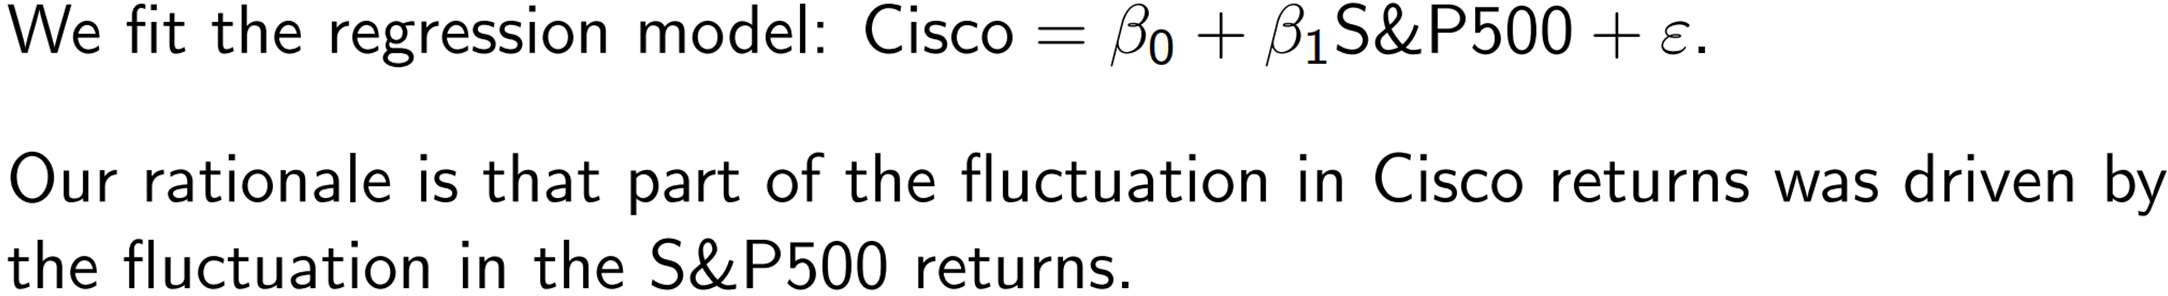 We fit the regression model: Cisco = β₀ + β₁S&P500 + ε.
Our rationale is that part of the fluctuation in Cisco returns was driven by
the fluctuation in the S&P500 returns.